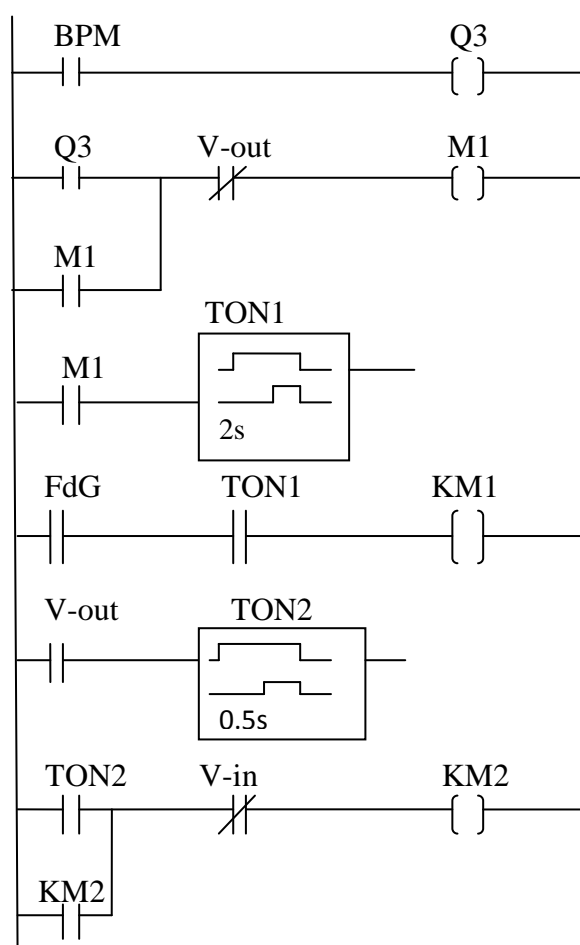 BPM Q3
Q3 V-out M1
M1
TON1
M1
2s
FdG TON1 KM1
V-out TON2
0.5s
TON2 V-in KM2
KM2